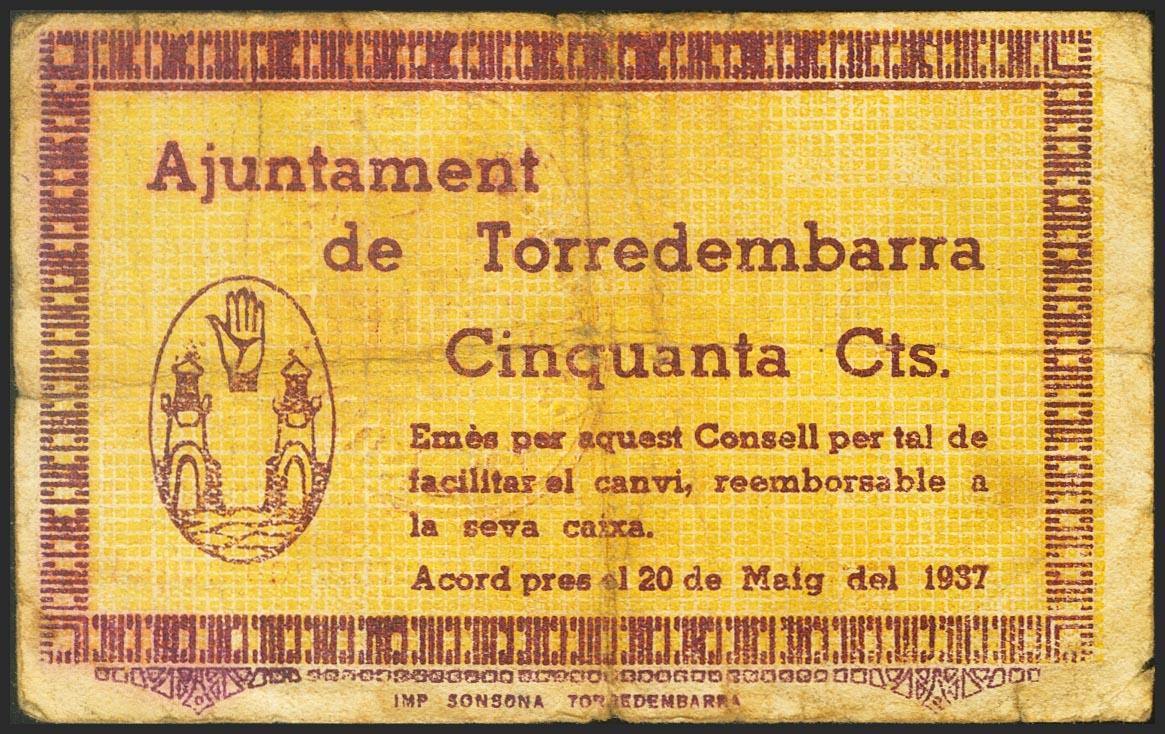 Ajuntament
de Torredembarra
Cinquanta Cts.
Emès per aquest Consell per tal de
facilitar el canvi, reemborsable a
la seva caixa.
Acord pres el 20 de Maig del 1937
IMP SONSONA TORREDEMBARRA